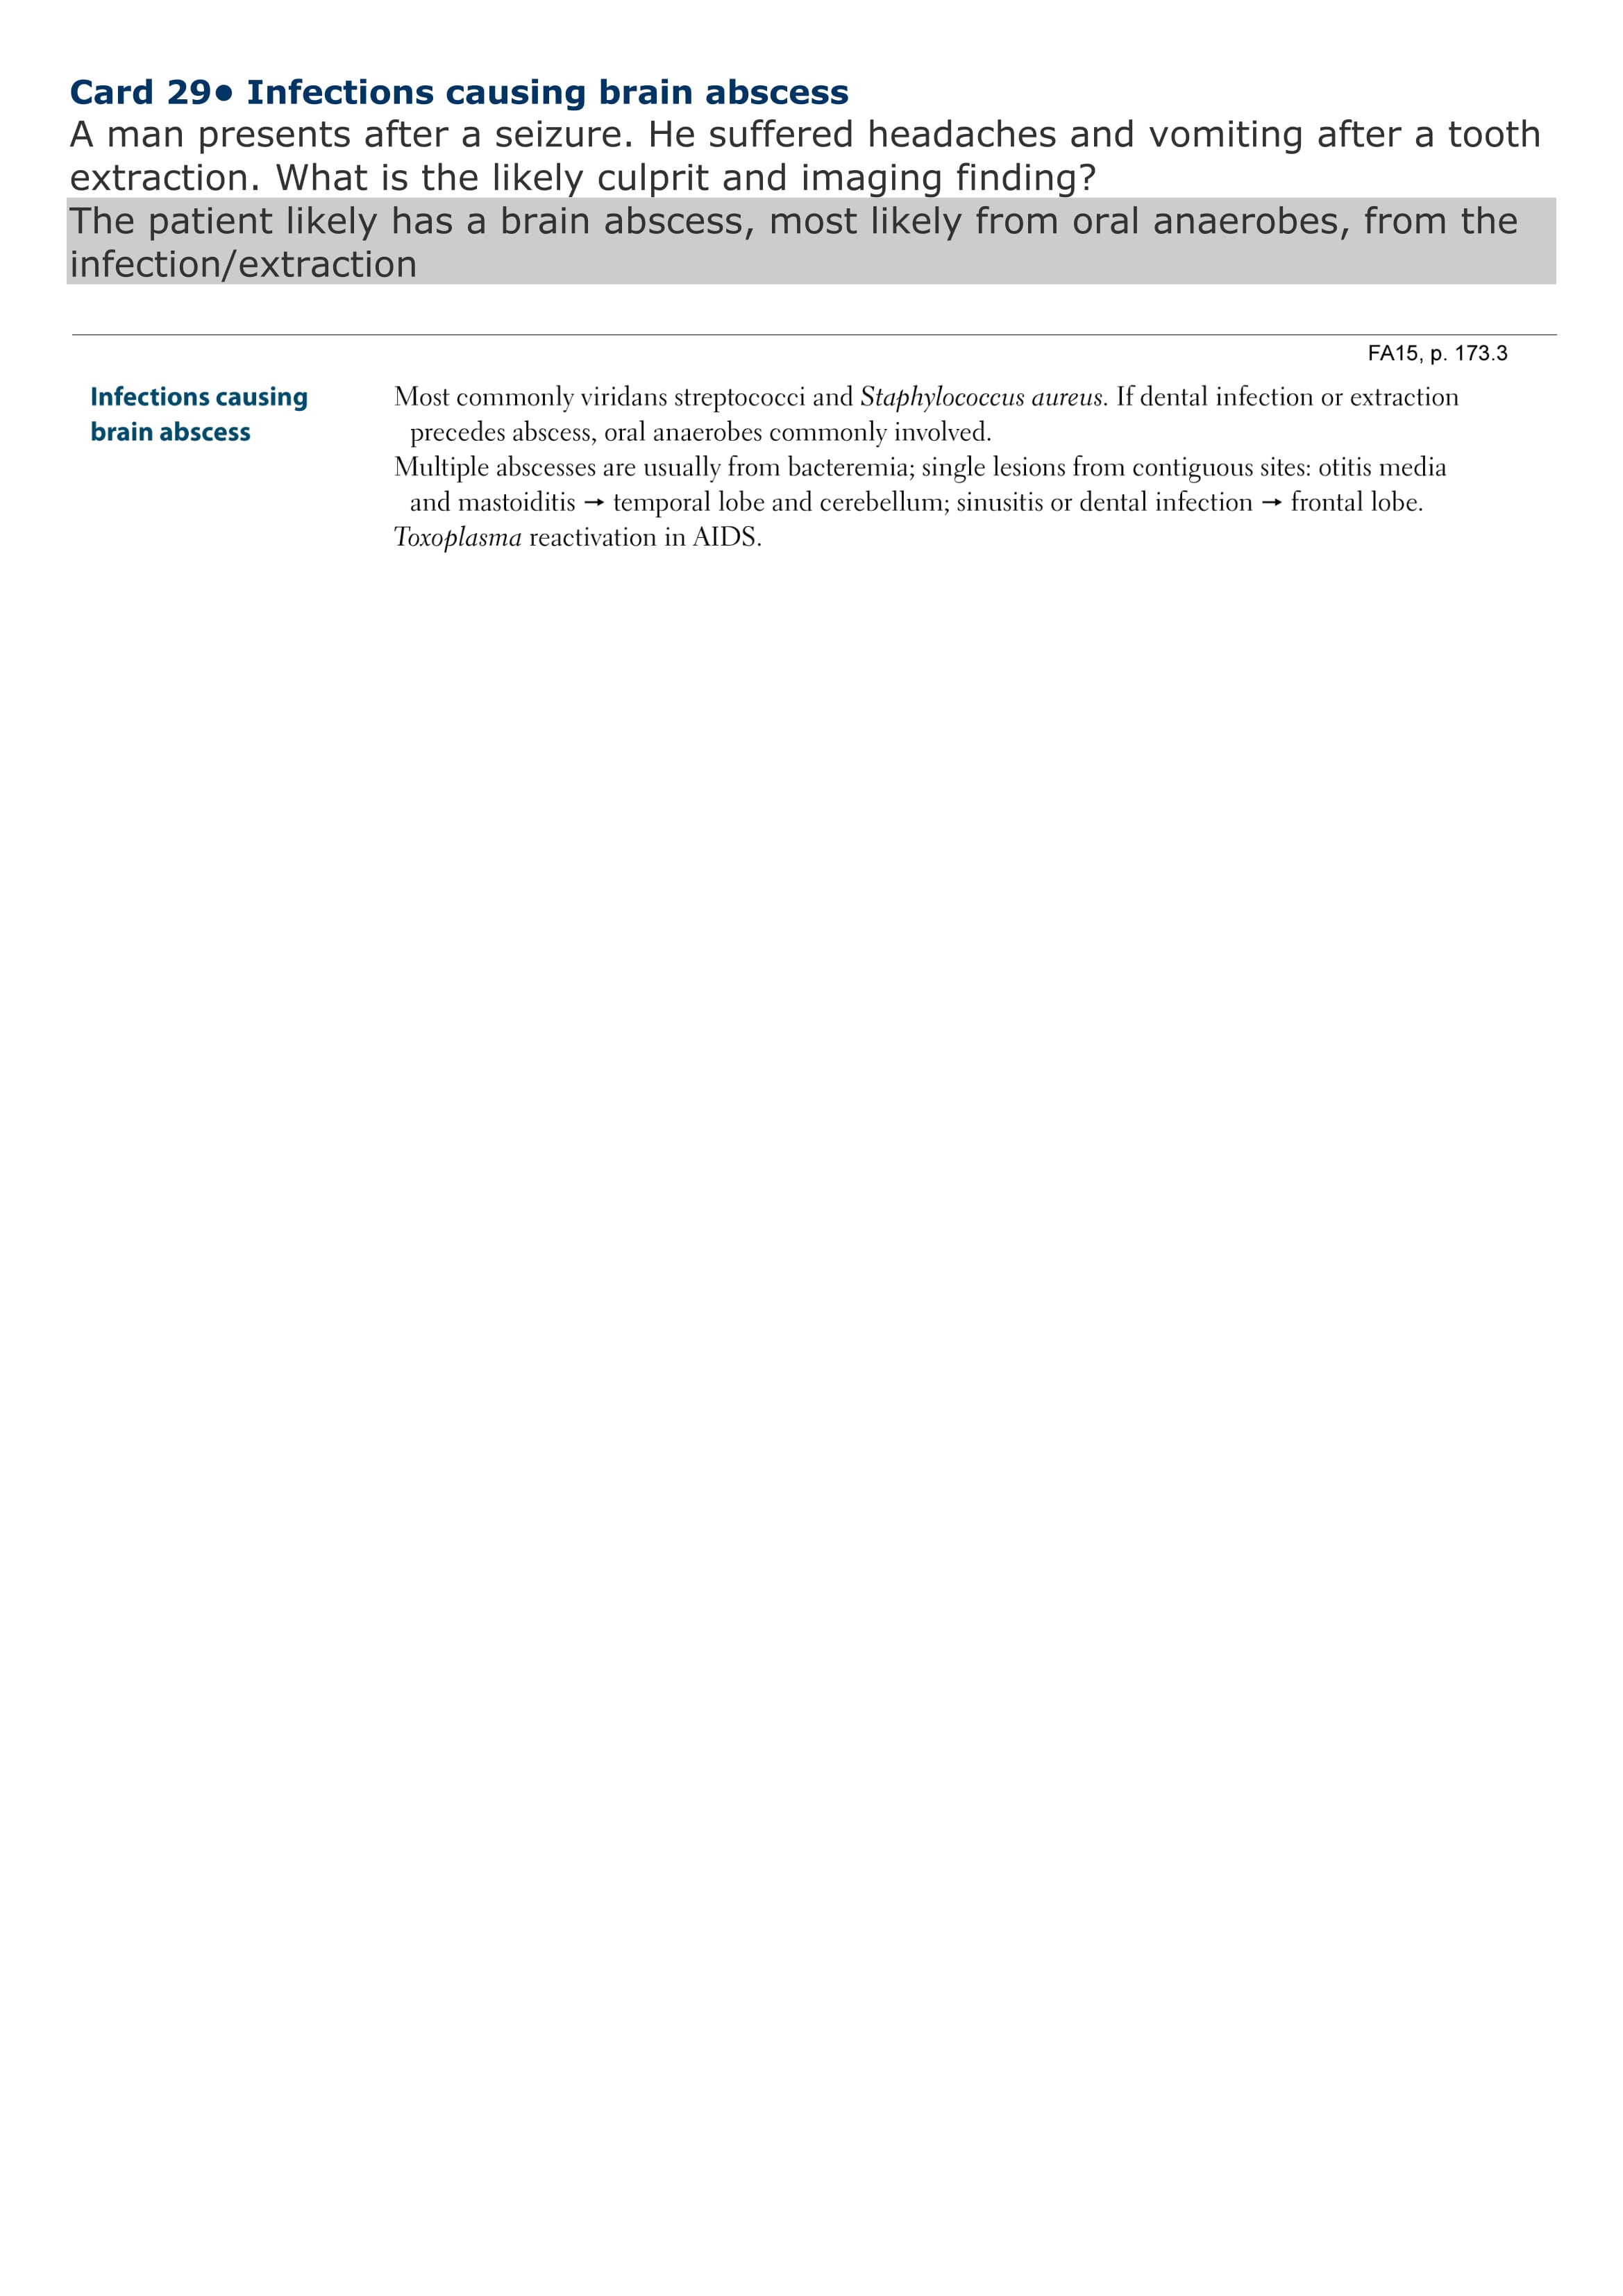 Card 29• Infections causing brain abscess
A man presents after a seizure. He suffered headaches and vomiting after a tooth
extraction. What is the likely culprit and imaging finding?
The patient likely has a brain abscess, most likely from oral anaerobes, from the
infection/extraction
FA15, p. 173.3
Infections causing
brain abscess
Most commonly viridans streptococci and Staphylococcus aureus. If dental infection or extraction
precedes abscess, oral anaerobes commonly involved.
Multiple abscesses are usually from bacteremia; single lesions from contiguous sites: otitis media
and mastoiditis → temporal lobe and cerebellum; sinusitis or dental infection → frontal lobe.
Toxoplasma reactivation in AIDS.